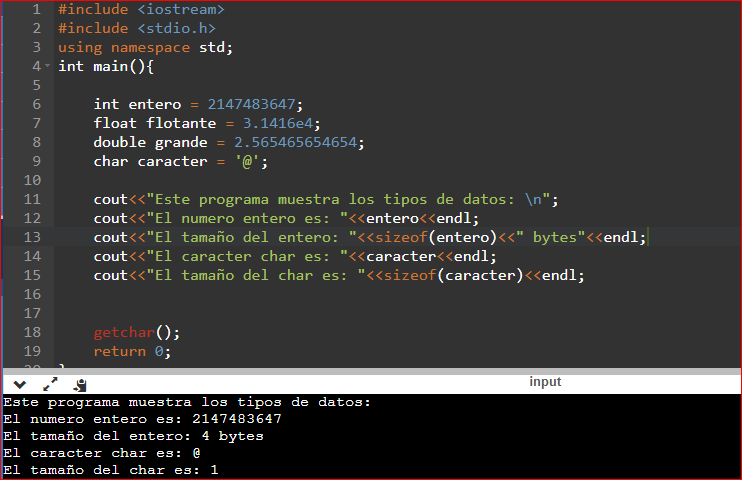 1 #include <iostream>
2 #include <stdio.h>
3 using namespace std;
4 int main(){
5
6 int entero = 2147483647;
7 float flotante = 3.1416e4;
8 double grande = 2.565465654654;
9 char caracter = '@';
10
11 cout<<"Este programa muestra los tipos de datos: \n";
12 cout<<"El numero entero es: "<<entero<<endl;
13 cout<<"El tamaño del entero: "<<sizeof(entero)<<" bytes"<<endl;
14 cout<<"El caracter char es: "<<caracter<<endl;
15 cout<<"El tamaño del char es: "<<sizeof(caracter)<<endl;
16
17
18 getchar();
19 return 0;
input
Este programa muestra los tipos de datos:
El numero entero es: 2147483647
El tamaño del entero: 4 bytes
El caracter char es: @
El tamaño del char es: 1